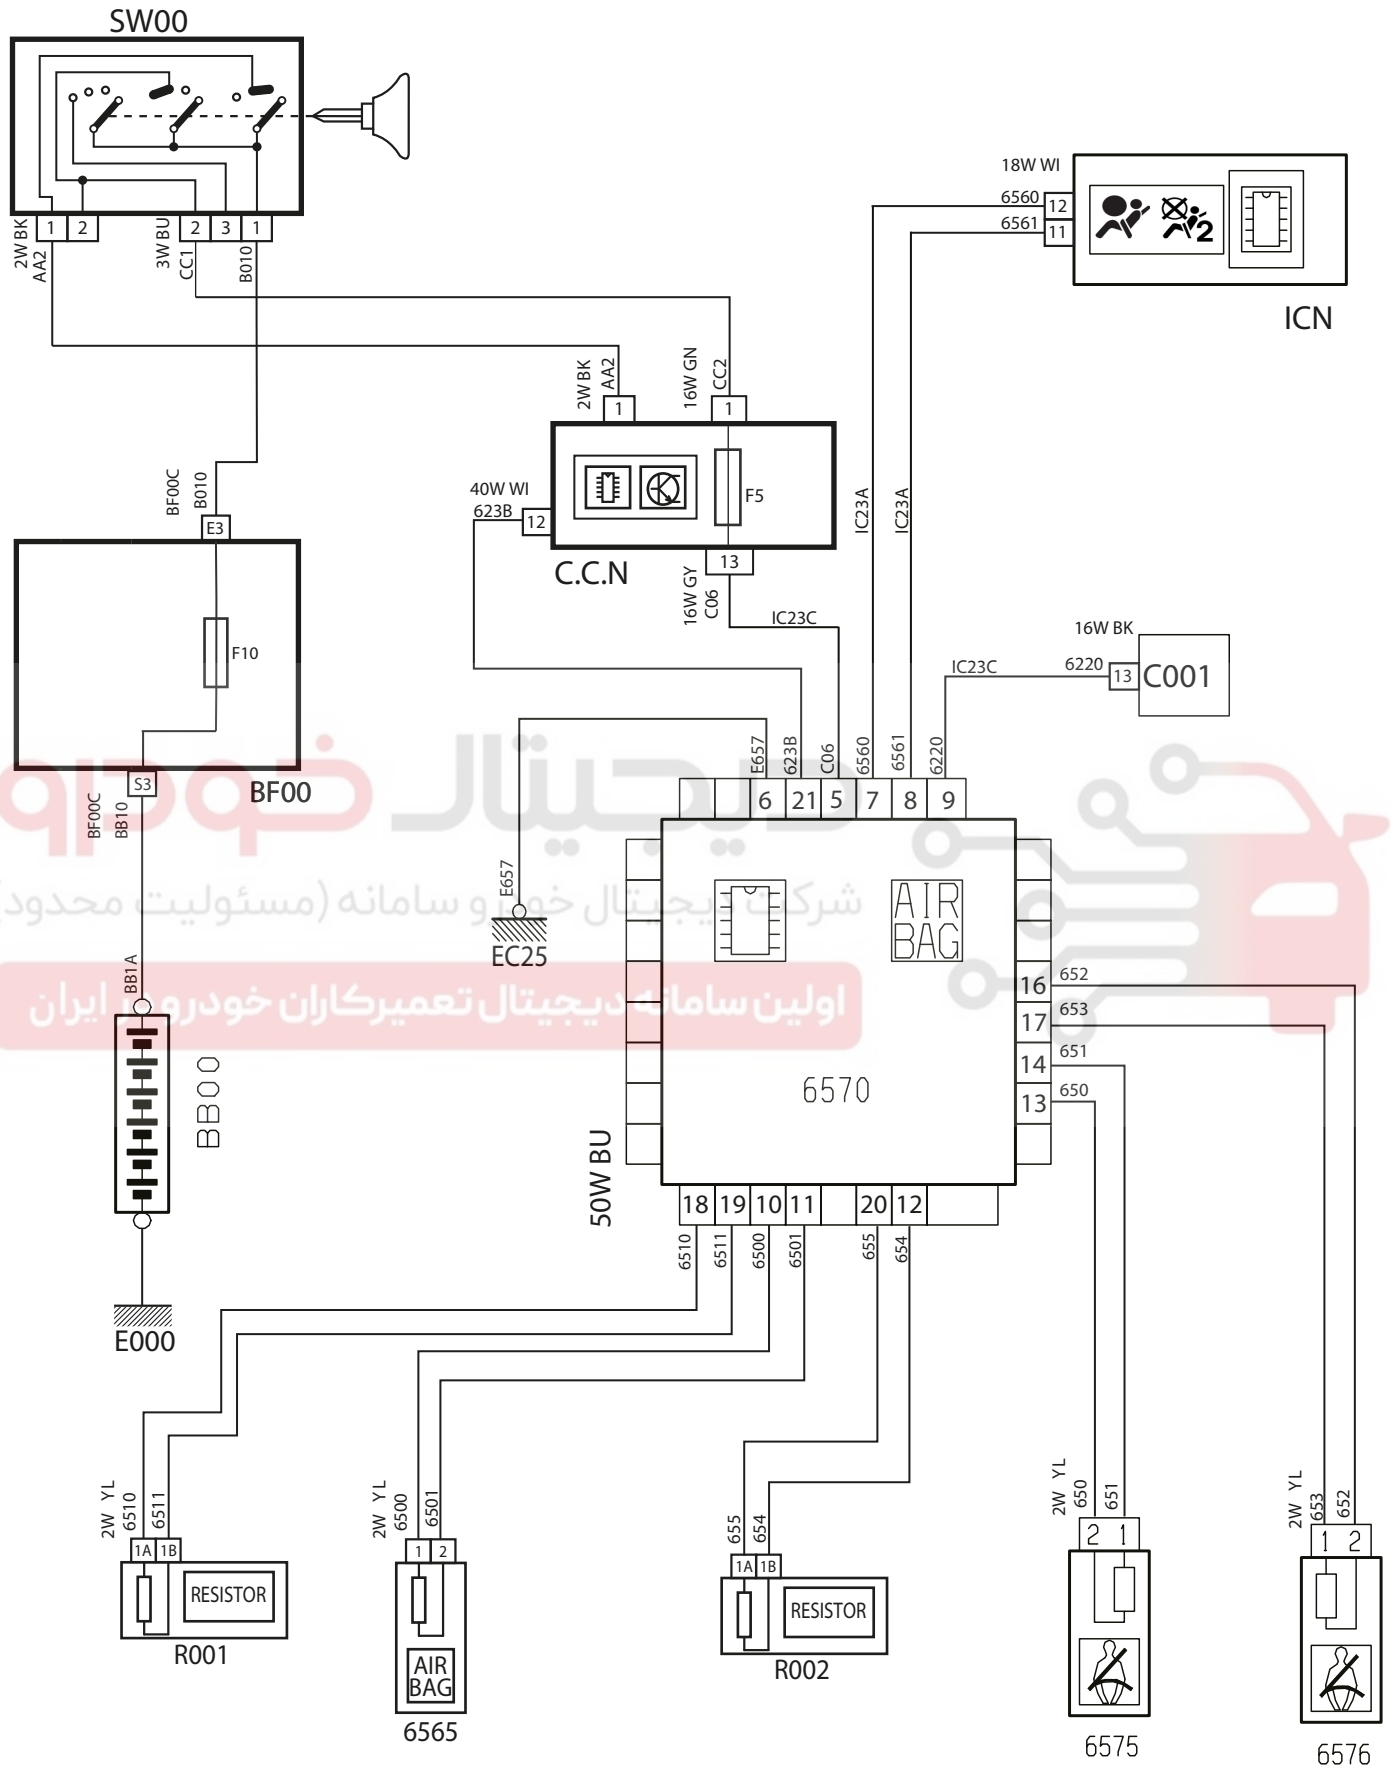 SW00
2W BK
AA2
1
2
3W BU
CC1
2
3
1
B010
18W WI
6560
12
6561
11
2
ICN
2W BK
AA2
1
16W GN
CC2
1
F5
40W WI
623B
12
C.C.N
13
16W GY
C06
IC23C
IC23A
IC23A
BF00C
B010
E3
F10
S3
BF00
BF00C
BB10
16W BK
IC23C
6220
13
C001
E657
623B
C06
6560
6561
6220
6
21
5
7
8
9
دیجیتال خودرو
شرکت دیجیتال خودرو سامانه (مسئولیت محدود)
اولین سامانه دیجیتال تعمیرکاران خودرو در ایران
E657
EC25
AIR
BAG
BB1A
BB00
E000
6570
50W BU
16
652
17
653
14
651
13
650
18
19
10
11
20
12
6510
6511
6500
6501
655
654
2W YL
6510
6511
1A
1B
RESISTOR
R001
2W YL
6500
6501
1
2
AIR
BAG
6565
655
654
1A
1B
RESISTOR
R002
2W YL
650
651
2
1
6575
2W YL
653
652
1
2
6576